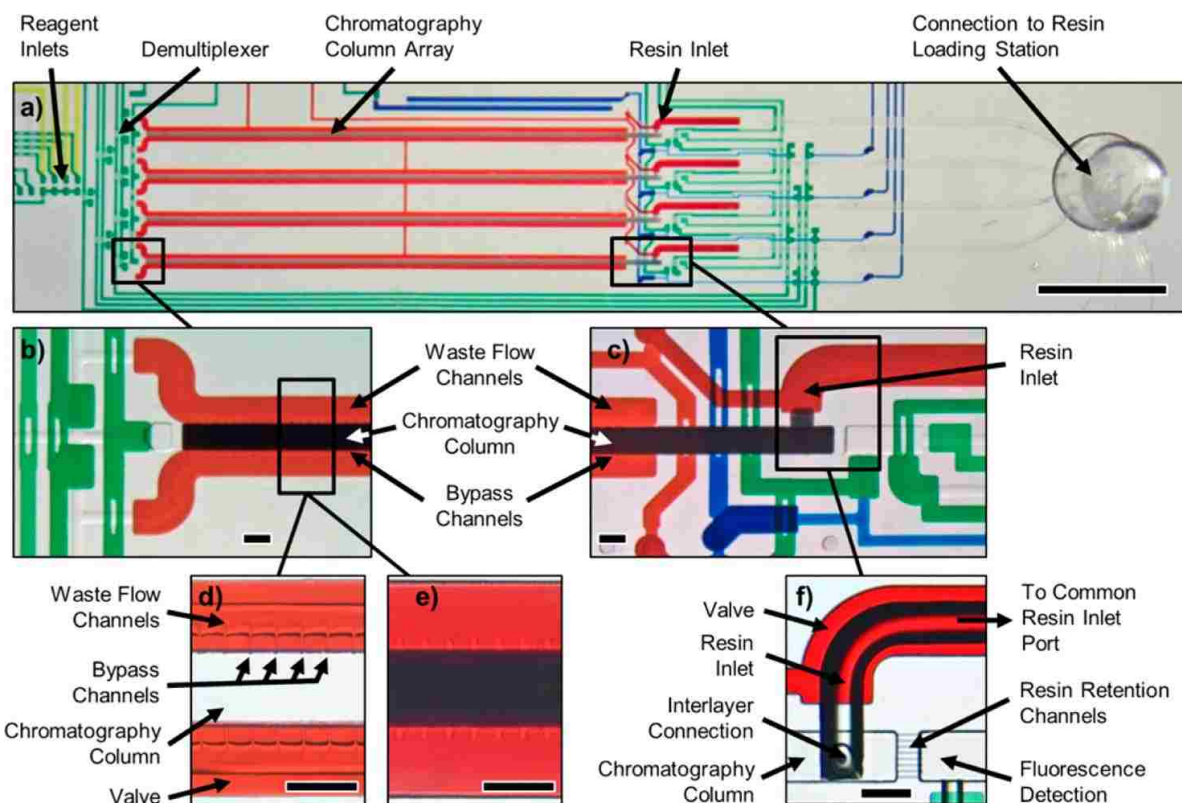 Reagent
Inlets
Demultiplexer
Chromatography
Column Array
Resin Inlet
Connection to Resin
Loading Station
a)
b)
Waste Flow
Channels
Chromatography
Column
Bypass
Channels
c)
Resin
Inlet
Waste Flow
Channels
Bypass
Channels
Chromatography
Column
Valve
d)
e)
Valve
Resin
Inlet
Interlayer
Connection
Chromatography
Column
f)
To Common
Resin Inlet
Port
Resin Retention
Channels
Fluorescence
Detection